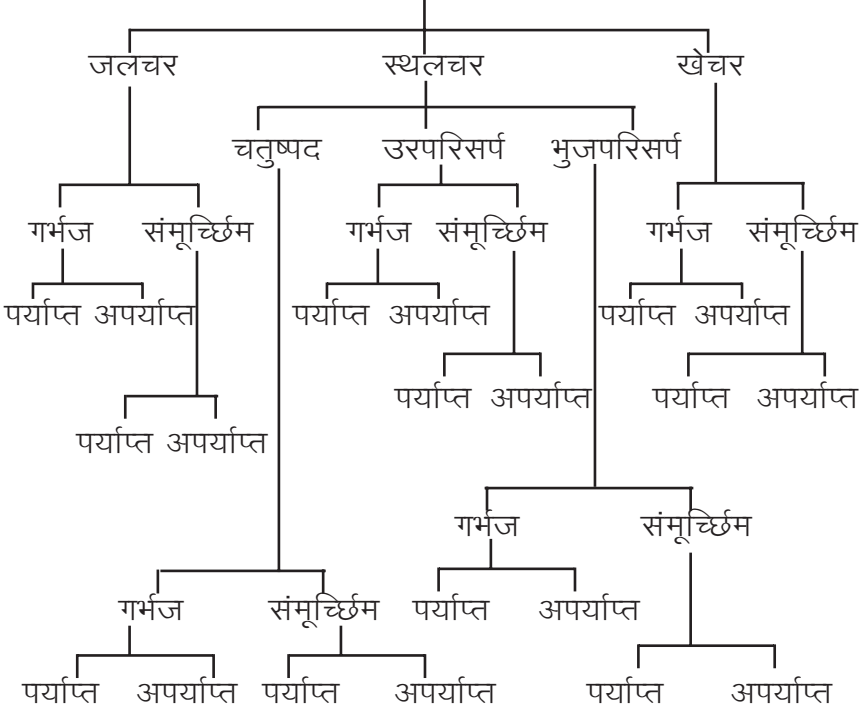 जलचर स्थलचर खेचर
चतुष्पद उरपरिसर्प भुजपरिसर्प
गर्भज संमूर्च्छिम गर्भज संमूर्च्छिम गर्भज संमूर्च्छिम
पर्याप्त अपर्याप्त पर्याप्त अपर्याप्त पर्याप्त अपर्याप्त
पर्याप्त अपर्याप्त पर्याप्त अपर्याप्त
पर्याप्त अपर्याप्त
गर्भज संमूर्च्छिम
गर्भज संमूर्च्छिम पर्याप्त अपर्याप्त
पर्याप्त अपर्याप्त पर्याप्त अपर्याप्त पर्याप्त अपर्याप्त